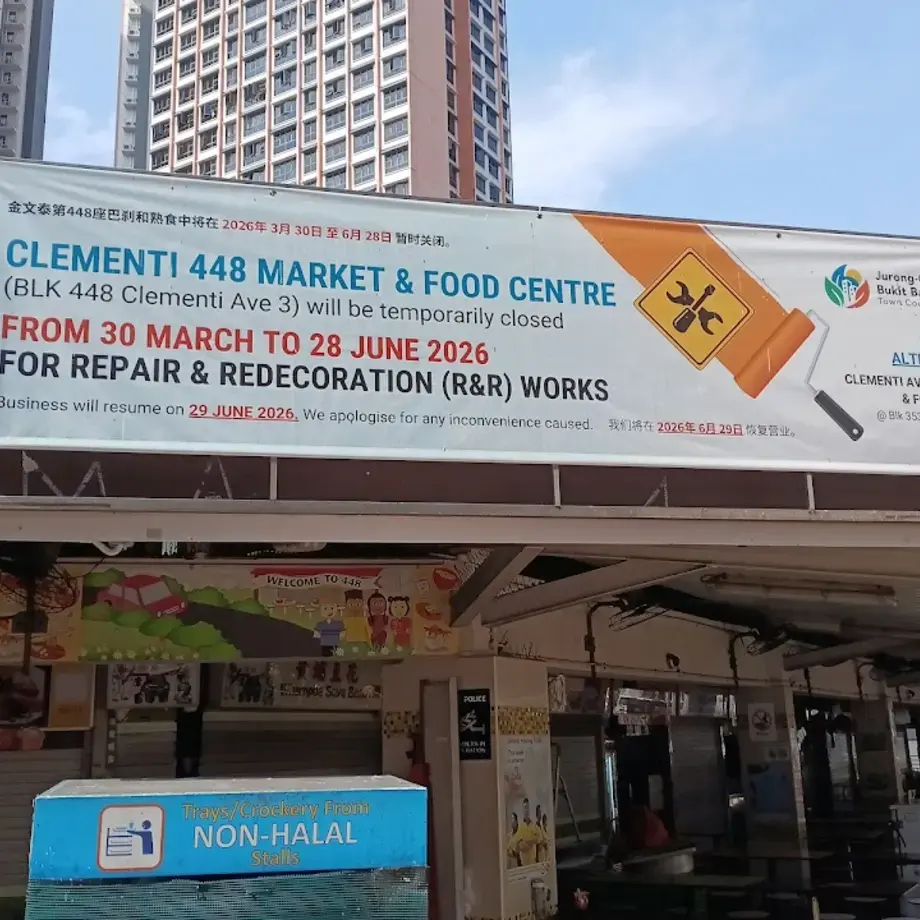 金文泰第448座巴刹和熟食中将在 2026年 3月 30日 至 6月 28日 暂时关闭。
CLEMENTI 448 MARKET & FOOD CENTRE
(BLK 448 Clementi Ave 3) will be temporarily closed
FROM 30 MARCH TO 28 JUNE 2026
FOR REPAIR & REDECORATION (R&R) WORKS
Business will resume on 29 JUNE 2026. We apologise for any inconvenience caused. 我们将在 2026年 6月 29日 恢复营业。
Jurong-
Bukit
Town
CLEMENTI
&
@ Blk
WELCOME TO 448
POLICE
Trays/Crockery From
NON-HALAL
Stalls